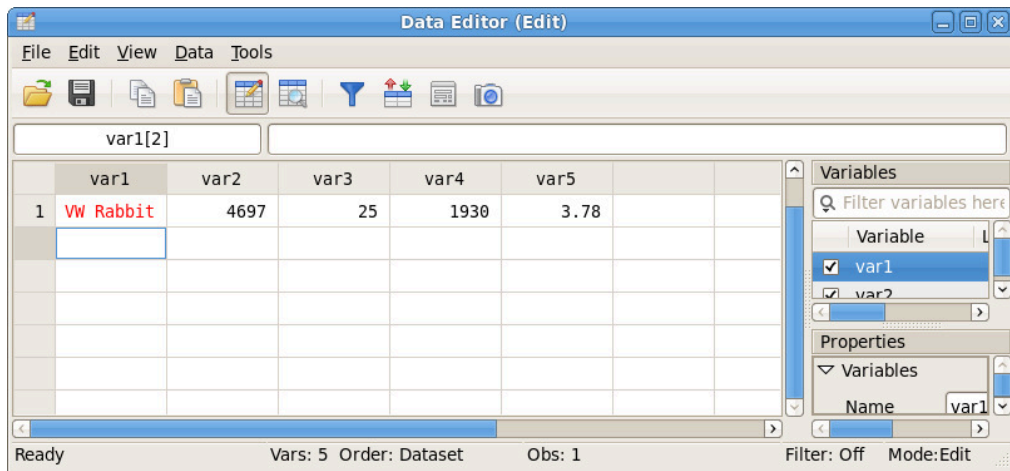 Data Editor (Edit)
File Edit View Data Tools
var1[2]
var1 var2 var3 var4 var5
1 VW Rabbit 4697 25 1930 3.78
Variables
Filter variables here
Variable L
var1
var2
Properties
Variables
Name var1
Ready Vars: 5 Order: Dataset Obs: 1 Filter: Off Mode:Edit